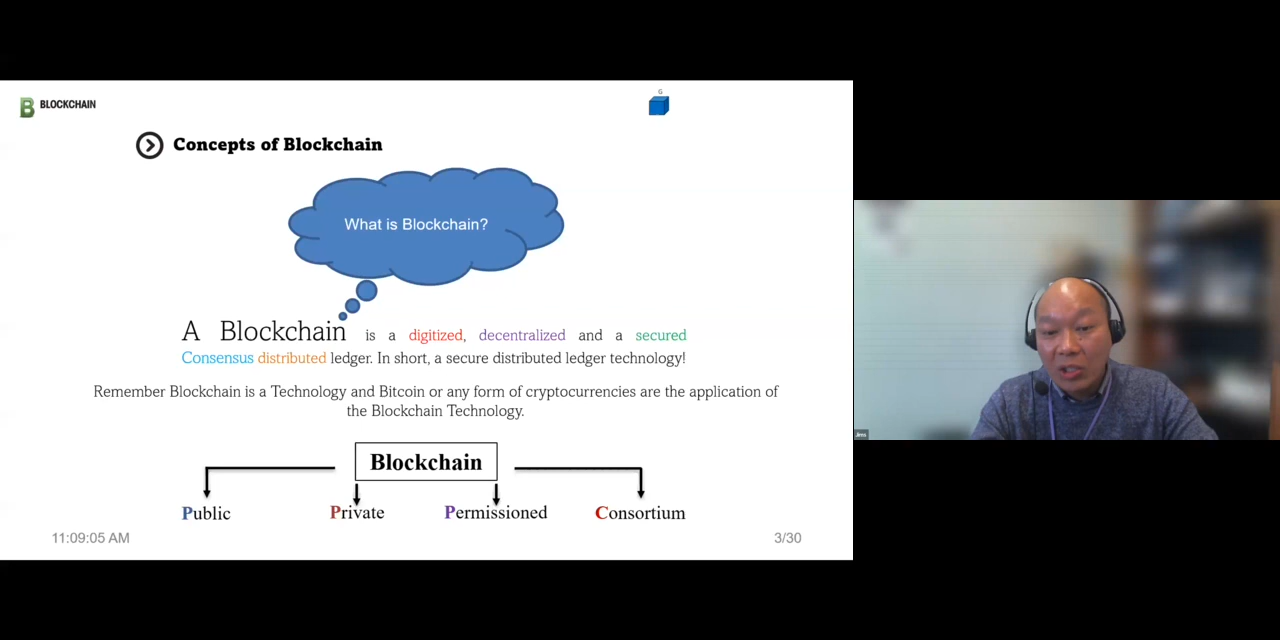 BLOCKCHAIN
G
Concepts of Blockchain
What is Blockchain?
A Blockchain is a digitized, decentralized and a secured
Consensus distributed ledger. In short, a secure distributed ledger technology!
Remember Blockchain is a Technology and Bitcoin or any form of cryptocurrencies are the application of
the Blockchain Technology.
Blockchain
Public Private Permissioned Consortium
11:09:05 AM 3/30